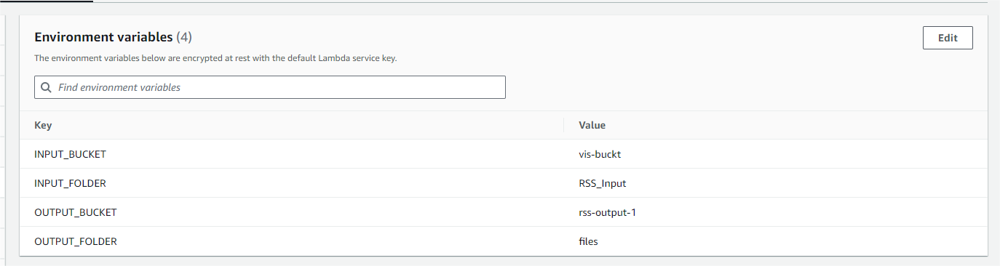 Environment variables (4)
Edit
The environment variables below are encrypted at rest with the default Lambda service key.
Find environment variables
Key Value
INPUT_BUCKET vis-buckt
INPUT_FOLDER RSS_Input
OUTPUT_BUCKET rss-output-1
OUTPUT_FOLDER files